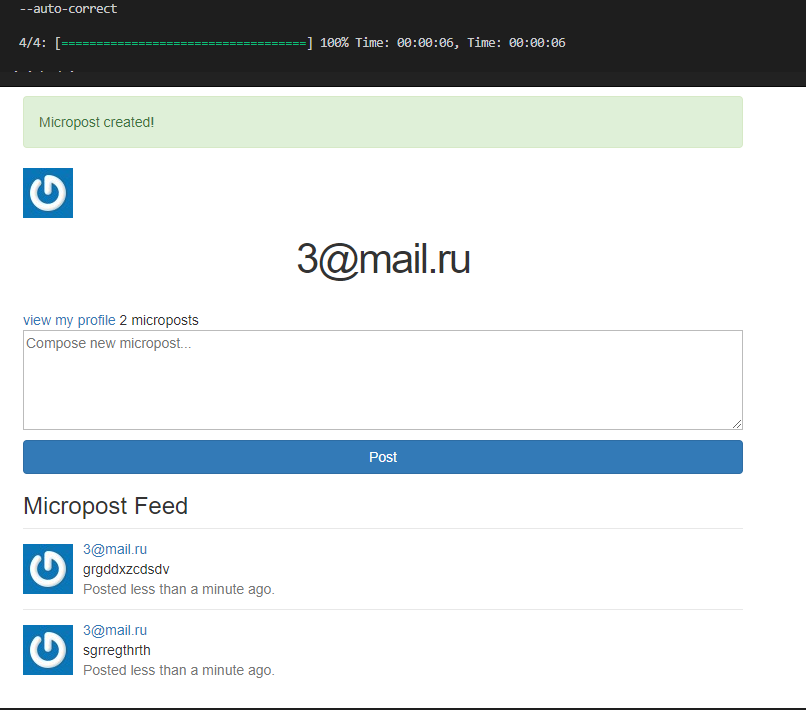 --auto-correct
4/4: [===================================] 100% Time: 00:00:06, Time: 00:00:06
Micropost created!
3@mail.ru
view my profile 2 microposts
Compose new micropost...
Post
Micropost Feed
3@mail.ru
grgddxzcdsdv
Posted less than a minute ago.
3@mail.ru
sgrregthrth
Posted less than a minute ago.